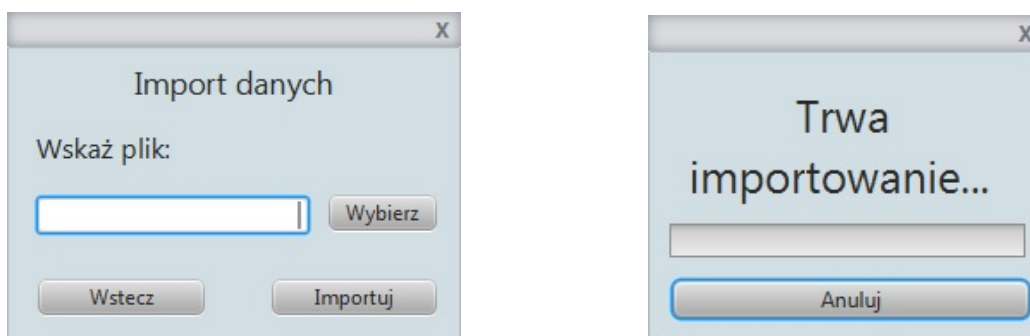 X
Import danych
Wskaż plik:
Wybierz
Wstecz
Importuj
X
Trwa
importowanie...
Anuluj